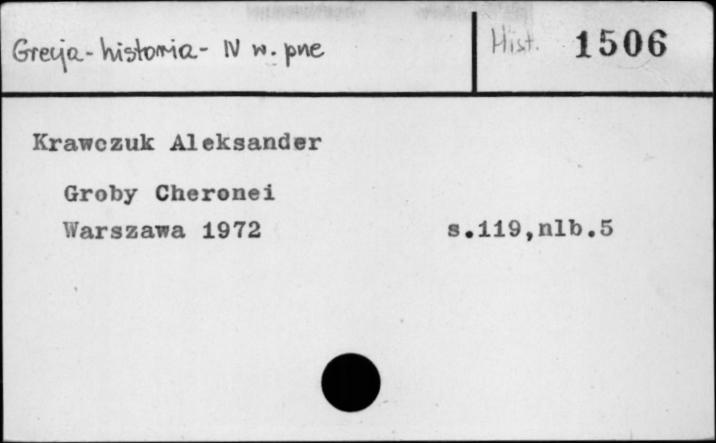 Grecja - historia - IV w. pne
Hist. 1506
Krawczuk Aleksander
Groby Cheronei
Warszawa 1972 s.119,nlb.5